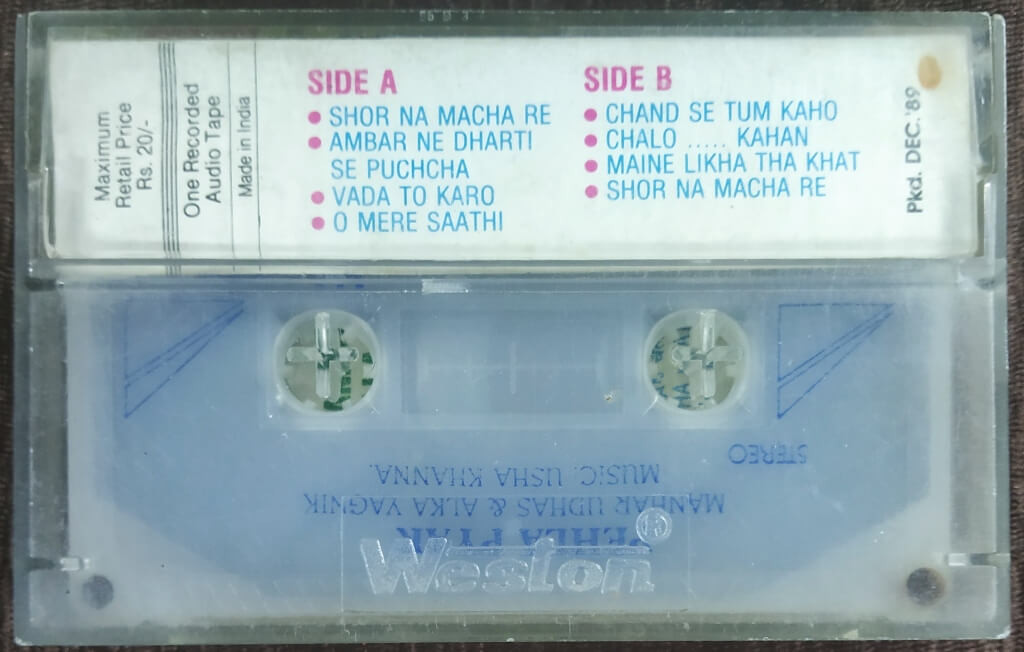 Maximum
Retail Price
Rs. 20/-
One Recorded
Audio Tape
Made in India
SIDE A
• SHOR NA MACHA RE
• AMBAR NE DHARTI
SE PUCHCHA
• VADA TO KARO
• O MERE SAATHI
SIDE B
• CHAND SE TUM KAHO
• CHALO ..... KAHAN
• MAINE LIKHA THA KHAT
• SHOR NA MACHA RE
Pkd. DEC.'89
STEREO
PEHLA PYAR
MANHAR UDHAS & ALKA YAGNIK
MUSIC: USHA KHANNA.
Weston®